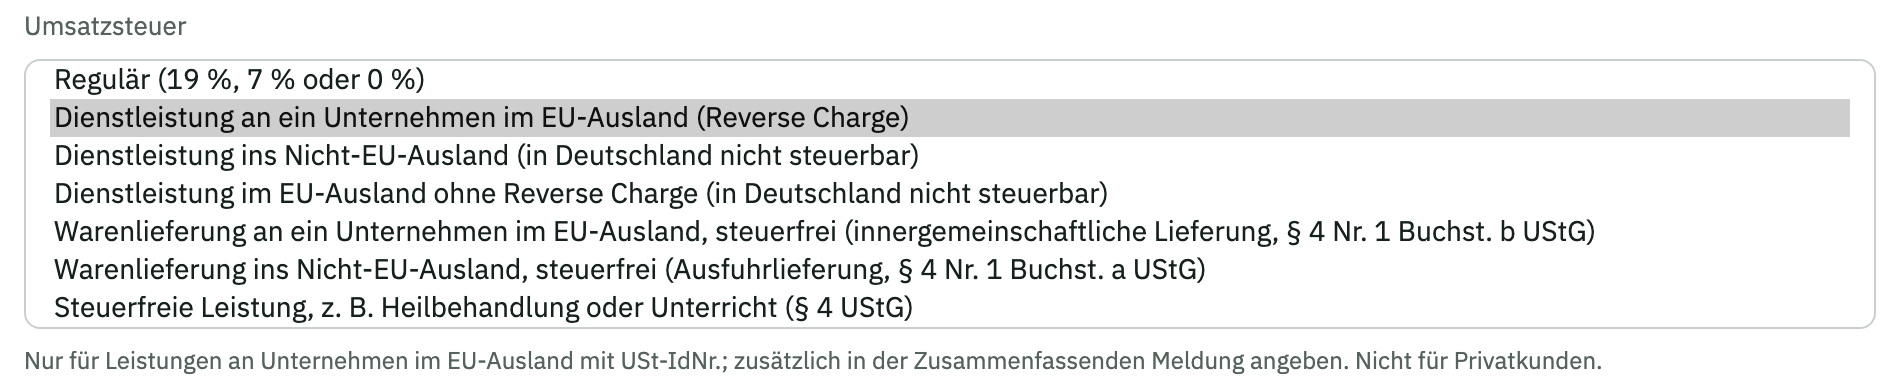 Umsatzsteuer
Regulär (19 %, 7 % oder 0 %)
Dienstleistung an ein Unternehmen im EU-Ausland (Reverse Charge)
Dienstleistung ins Nicht-EU-Ausland (in Deutschland nicht steuerbar)
Dienstleistung im EU-Ausland ohne Reverse Charge (in Deutschland nicht steuerbar)
Warenlieferung an ein Unternehmen im EU-Ausland, steuerfrei (innergemeinschaftliche Lieferung, § 4 Nr. 1 Buchst. b UStG)
Warenlieferung ins Nicht-EU-Ausland, steuerfrei (Ausfuhrlieferung, § 4 Nr. 1 Buchst. a UStG)
Steuerfreie Leistung, z. B. Heilbehandlung oder Unterricht (§ 4 UStG)
Nur für Leistungen an Unternehmen im EU-Ausland mit USt-IdNr.; zusätzlich in der Zusammenfassenden Meldung angeben. Nicht für Privatkunden.